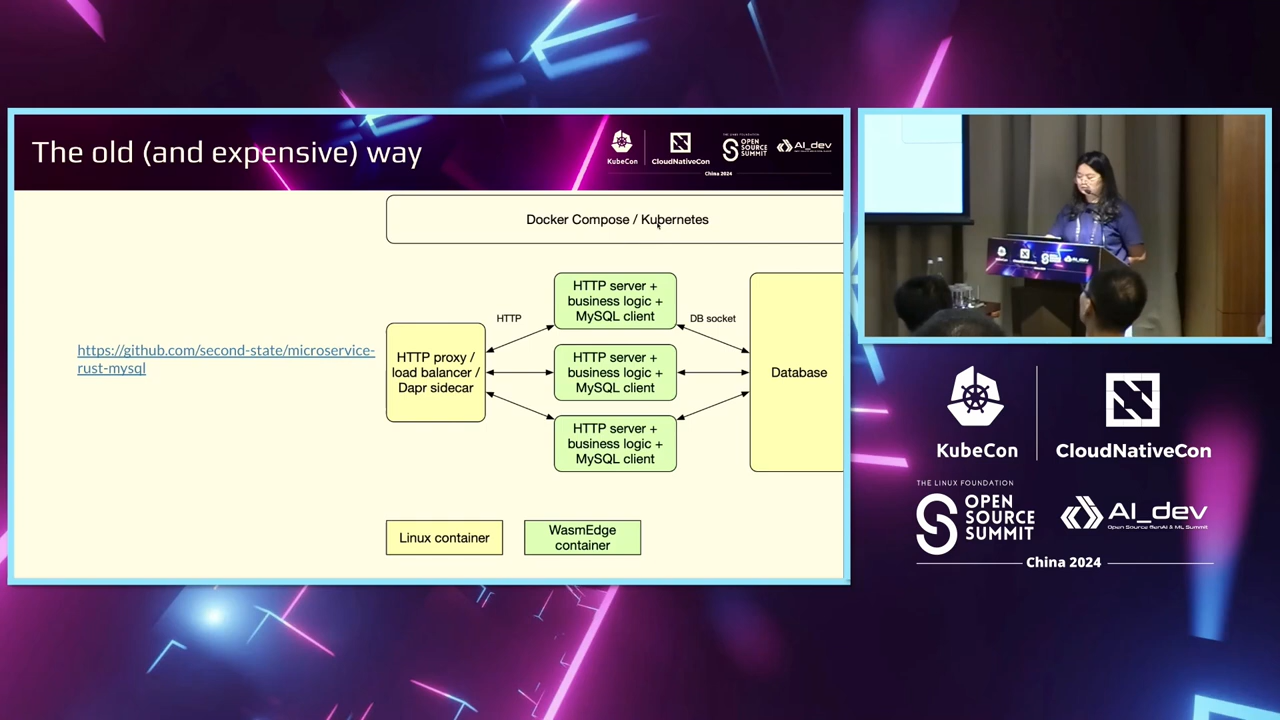 The old (and expensive) way
KubeCon
CloudNativeCon
THE LINUX FOUNDATION
OPEN
SOURCE
SUMMIT
AI_dev
China 2024
Docker Compose / Kubernetes
https://github.com/second-state/microservice-
rust-mysql
HTTP
DB socket
HTTP proxy /
load balancer /
Dapr sidecar
HTTP server +
business logic +
MySQL client
HTTP server +
business logic +
MySQL client
HTTP server +
business logic +
MySQL client
Database
Linux container
WasmEdge
container
KubeCon
CloudNativeCon
THE LINUX FOUNDATION
OPEN
SOURCE
SUMMIT
AI_dev
Open Source GenAI & ML Summit
China 2024